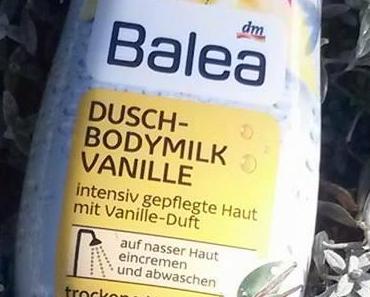 dm
Balea
DUSCH-
BODYMILK
VANILLE
intensiv gepflegte Haut
mit Vanille-Duft
auf nasser Haut
eincremen
und abwaschen